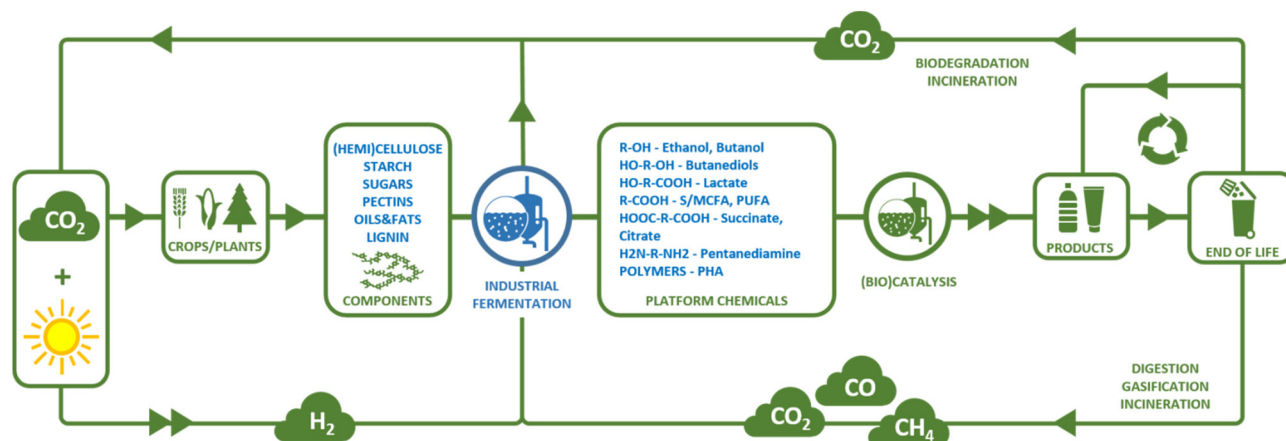 CO2
BIODEGRADATION
INCINERATION
CO2
+
CROPS/PLANTS
(HEMI)CELLULOSE
STARCH
SUGARS
PECTINS
OILS&FATS
LIGNIN
COMPONENTS
INDUSTRIAL
FERMENTATION
R-OH - Ethanol, Butanol
HO-R-OH - Butanediols
HO-R-COOH - Lactate
R-COOH - S/MCFA, PUFA
HOOC-R-COOH - Succinate,
Citrate
H2N-R-NH2 - Pentanediamine
POLYMERS - PHA
PLATFORM CHEMICALS
(BIO)CATALYSIS
PRODUCTS
END OF LIFE
H2
CO2
CO
CH4
DIGESTION
GASIFICATION
INCINERATION